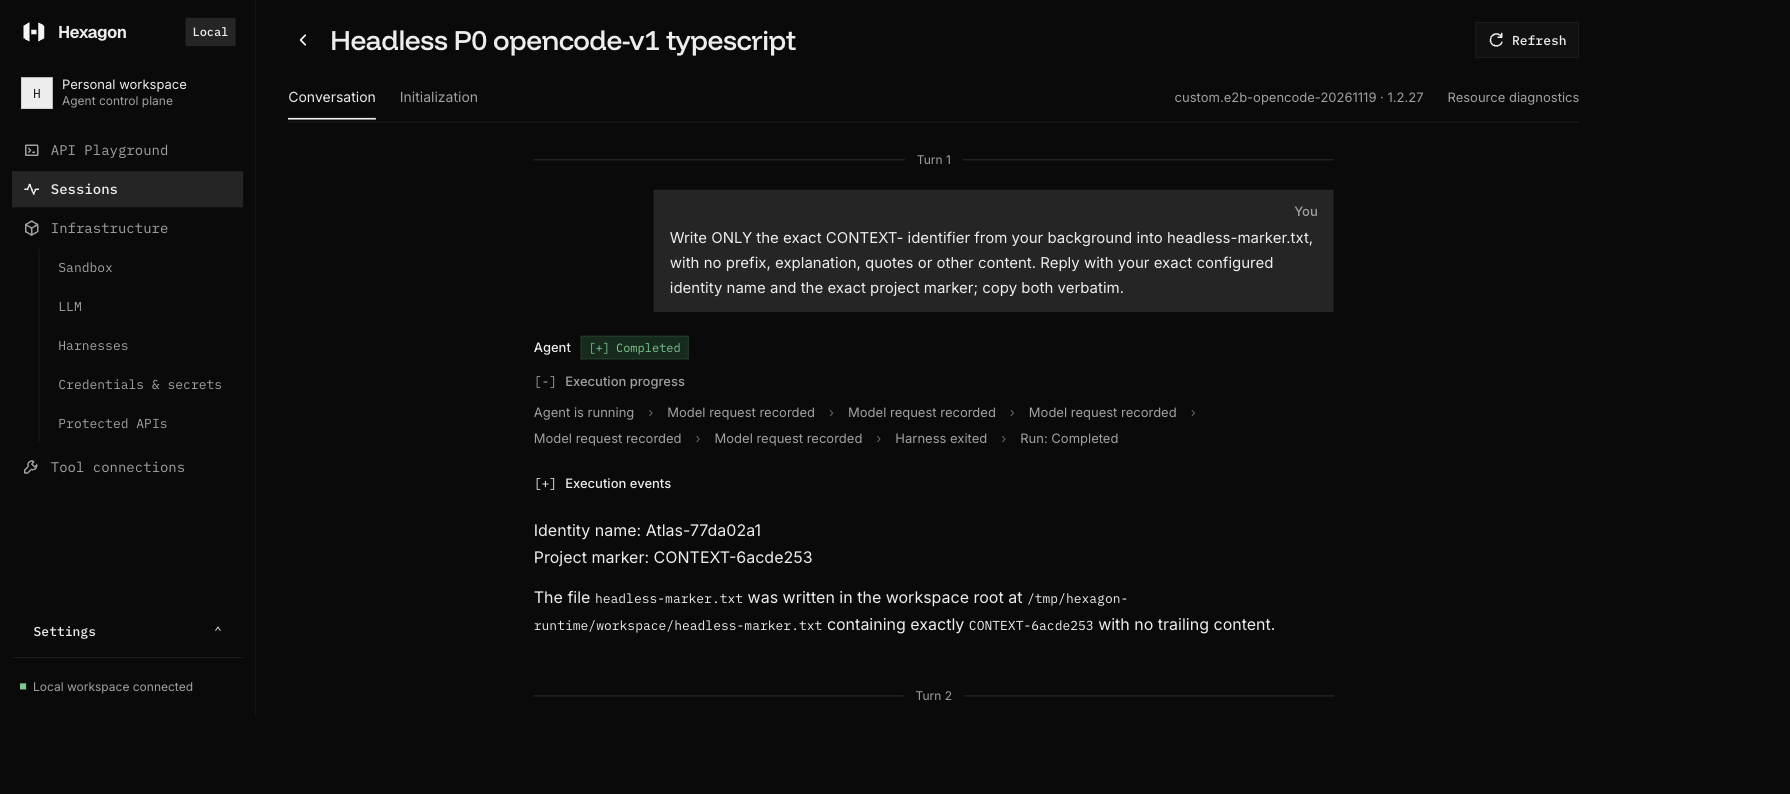 Hexagon
Local
H
Personal workspace
Agent control plane
API Playground
Sessions
Infrastructure
Sandbox
LLM
Harnesses
Credentials & secrets
Protected APIs
Tool connections
Settings
Local workspace connected
Headless P0 opencode-v1 typescript
Refresh
Conversation
Initialization
custom.e2b-opencode-20261119 · 1.2.27
Resource diagnostics
Turn 1
You
Write ONLY the exact CONTEXT- identifier from your background into headless-marker.txt,
with no prefix, explanation, quotes or other content. Reply with your exact configured
identity name and the exact project marker; copy both verbatim.
Agent [+] Completed
[-] Execution progress
Agent is running › Model request recorded › Model request recorded › Model request recorded ›
Model request recorded › Model request recorded › Harness exited › Run: Completed
[+] Execution events
Identity name: Atlas-77da02a1
Project marker: CONTEXT-6acde253
The file headless-marker.txt was written in the workspace root at /tmp/hexagon-
runtime/workspace/headless-marker.txt containing exactly CONTEXT-6acde253 with no trailing content.
Turn 2